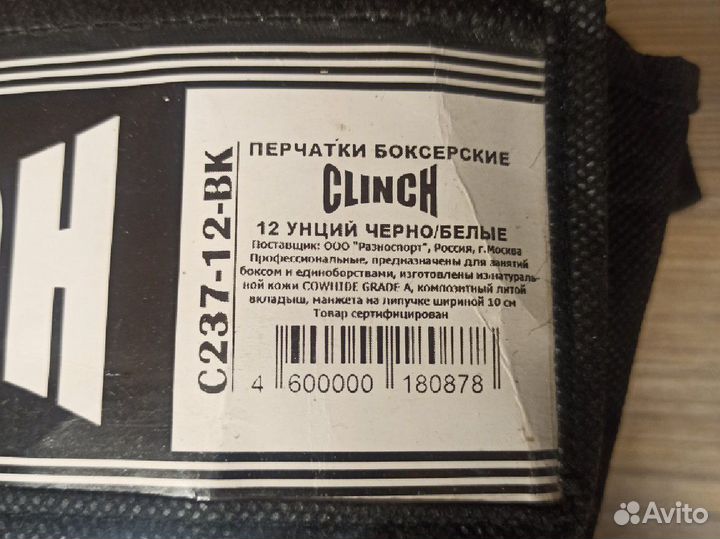 CH
C237-12-BK
ПЕРЧАТКИ БОКСЕРСКИЕ
CLINCH
12 УНЦИЙ ЧЕРНО/БЕЛЫЕ
Поставщик: ООО "Разноспорт", Россия, г.Москва
Профессиональные, предназначены для занятий
боксом и единоборствами, изготовлены из натураль-
ной кожи COWHIDE GRADE A, композитный литой
вкладыш, манжета на липучке шириной 10 см
Товар сертифицирован
4 600000 180878
Avito